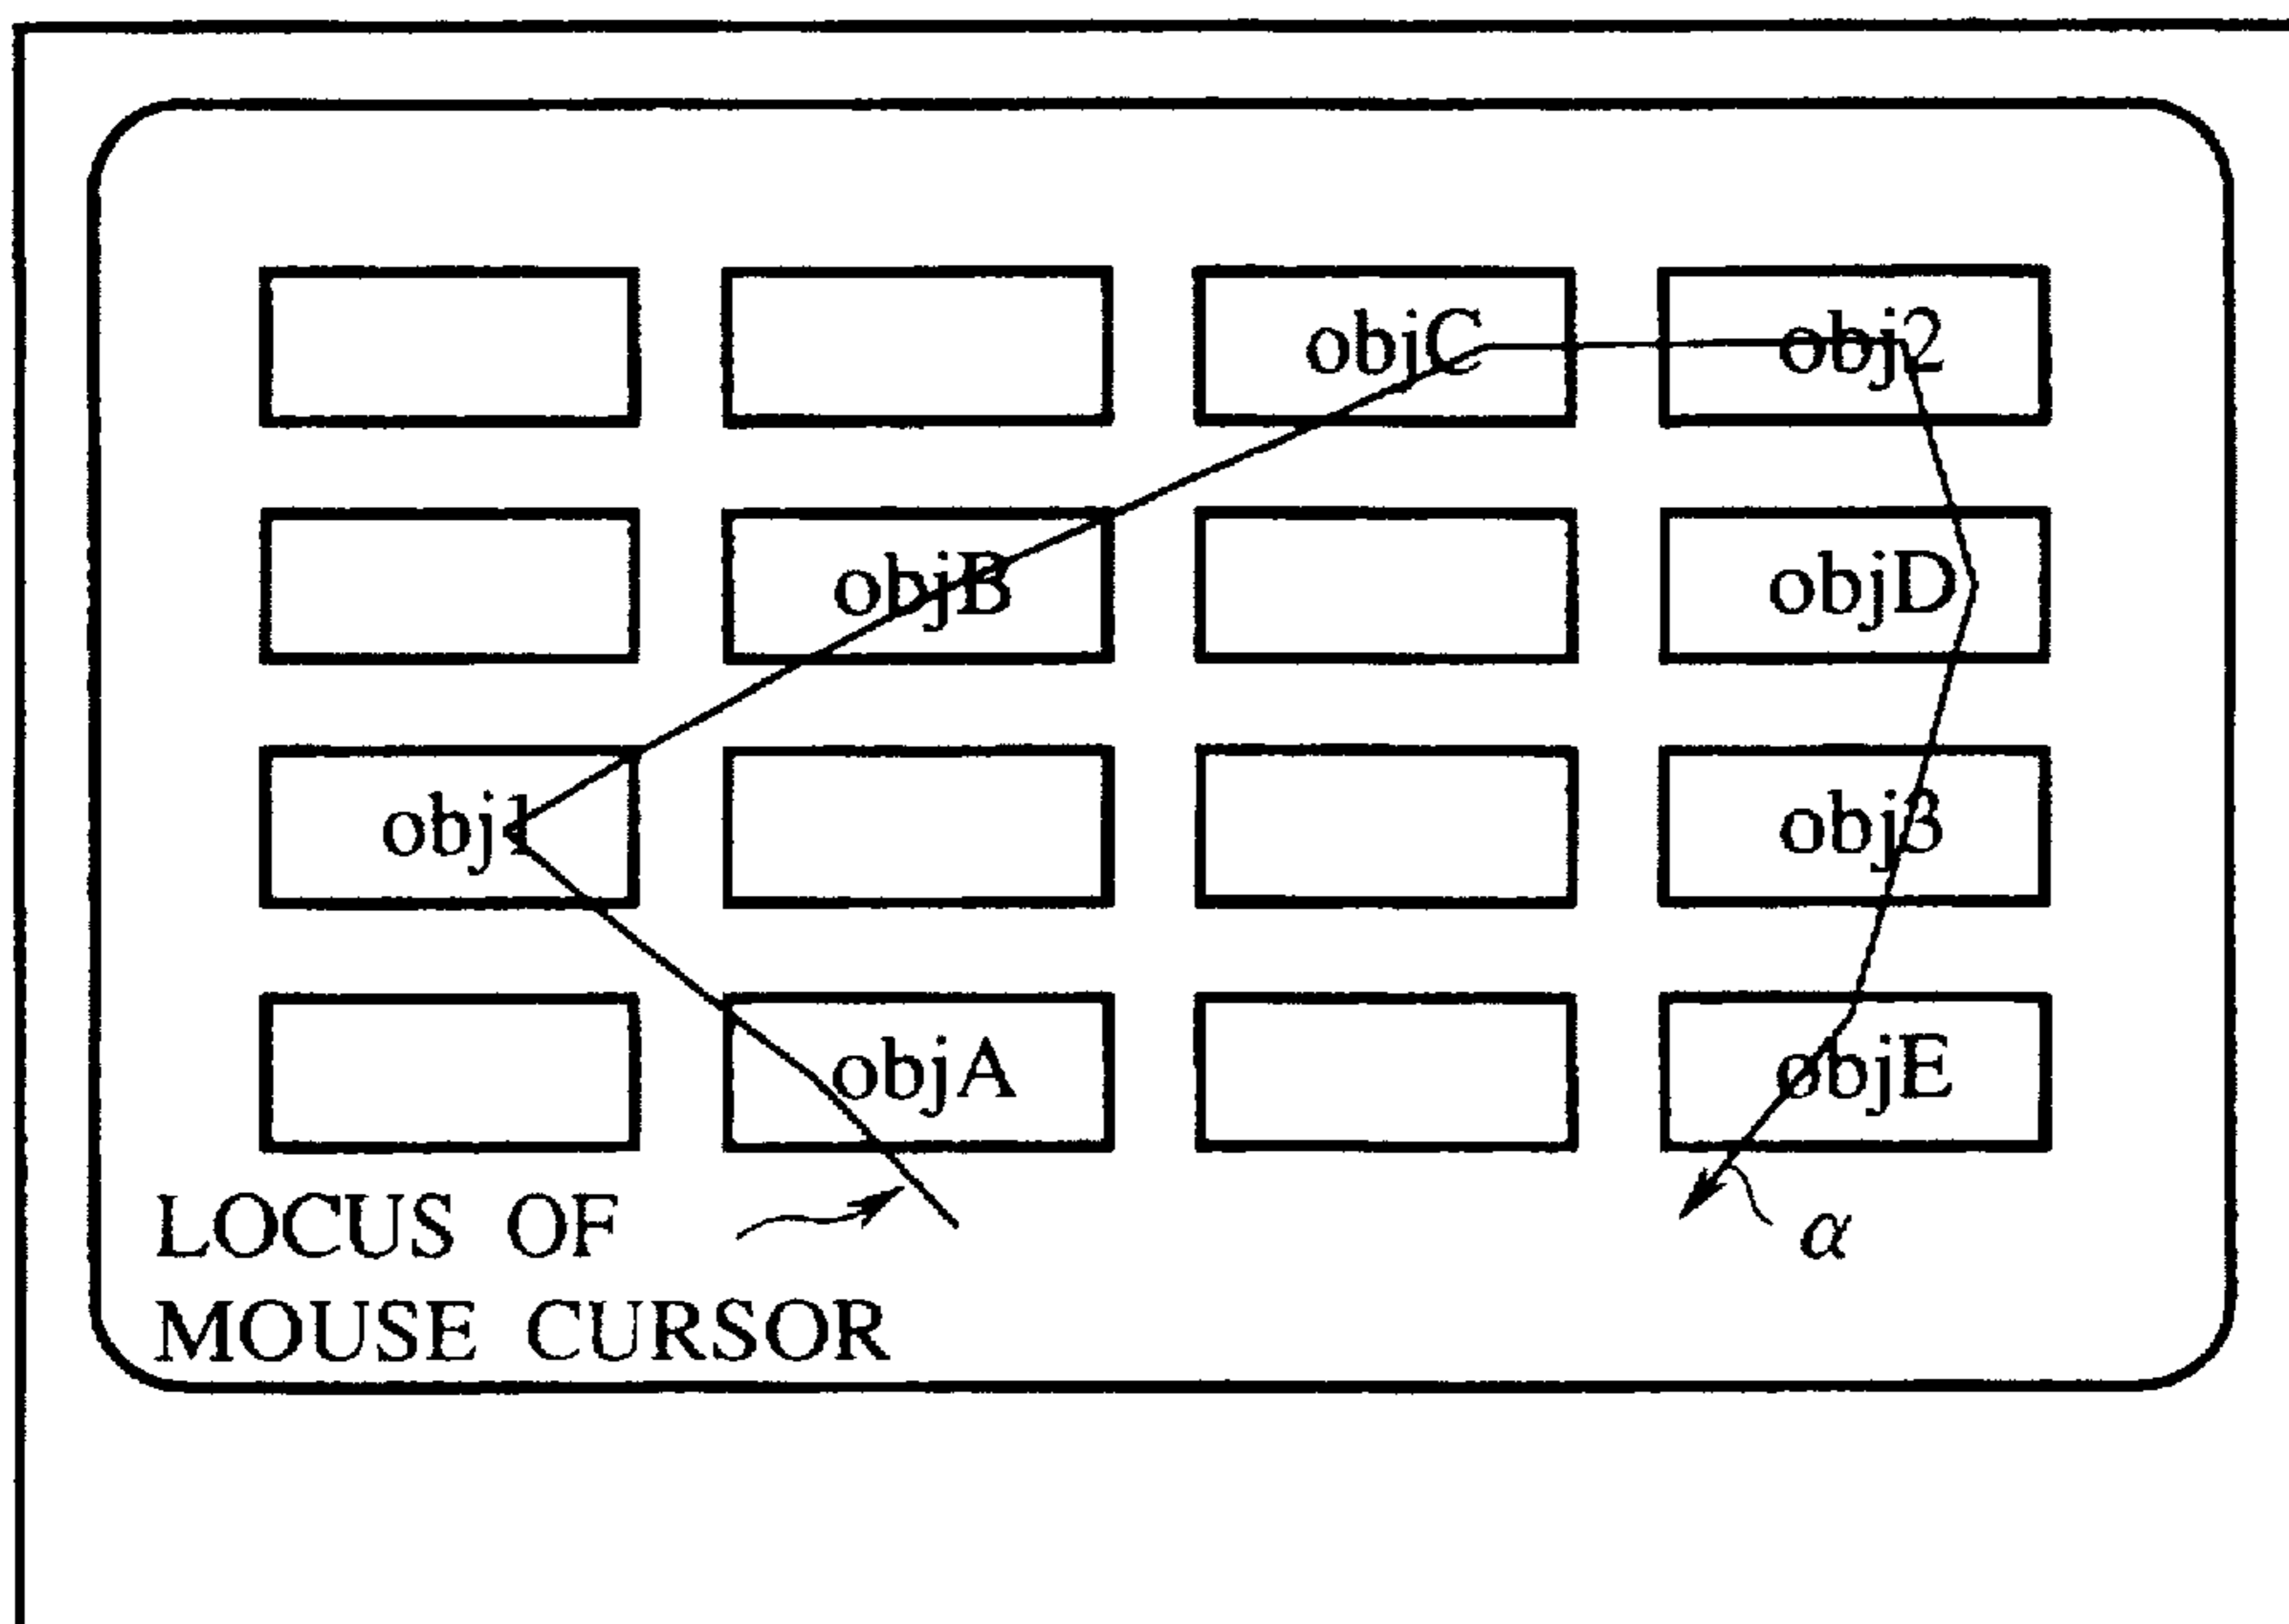 objC obj2
objB objD
obj1 obj3
objA objE
LOCUS OF
MOUSE CURSOR
α